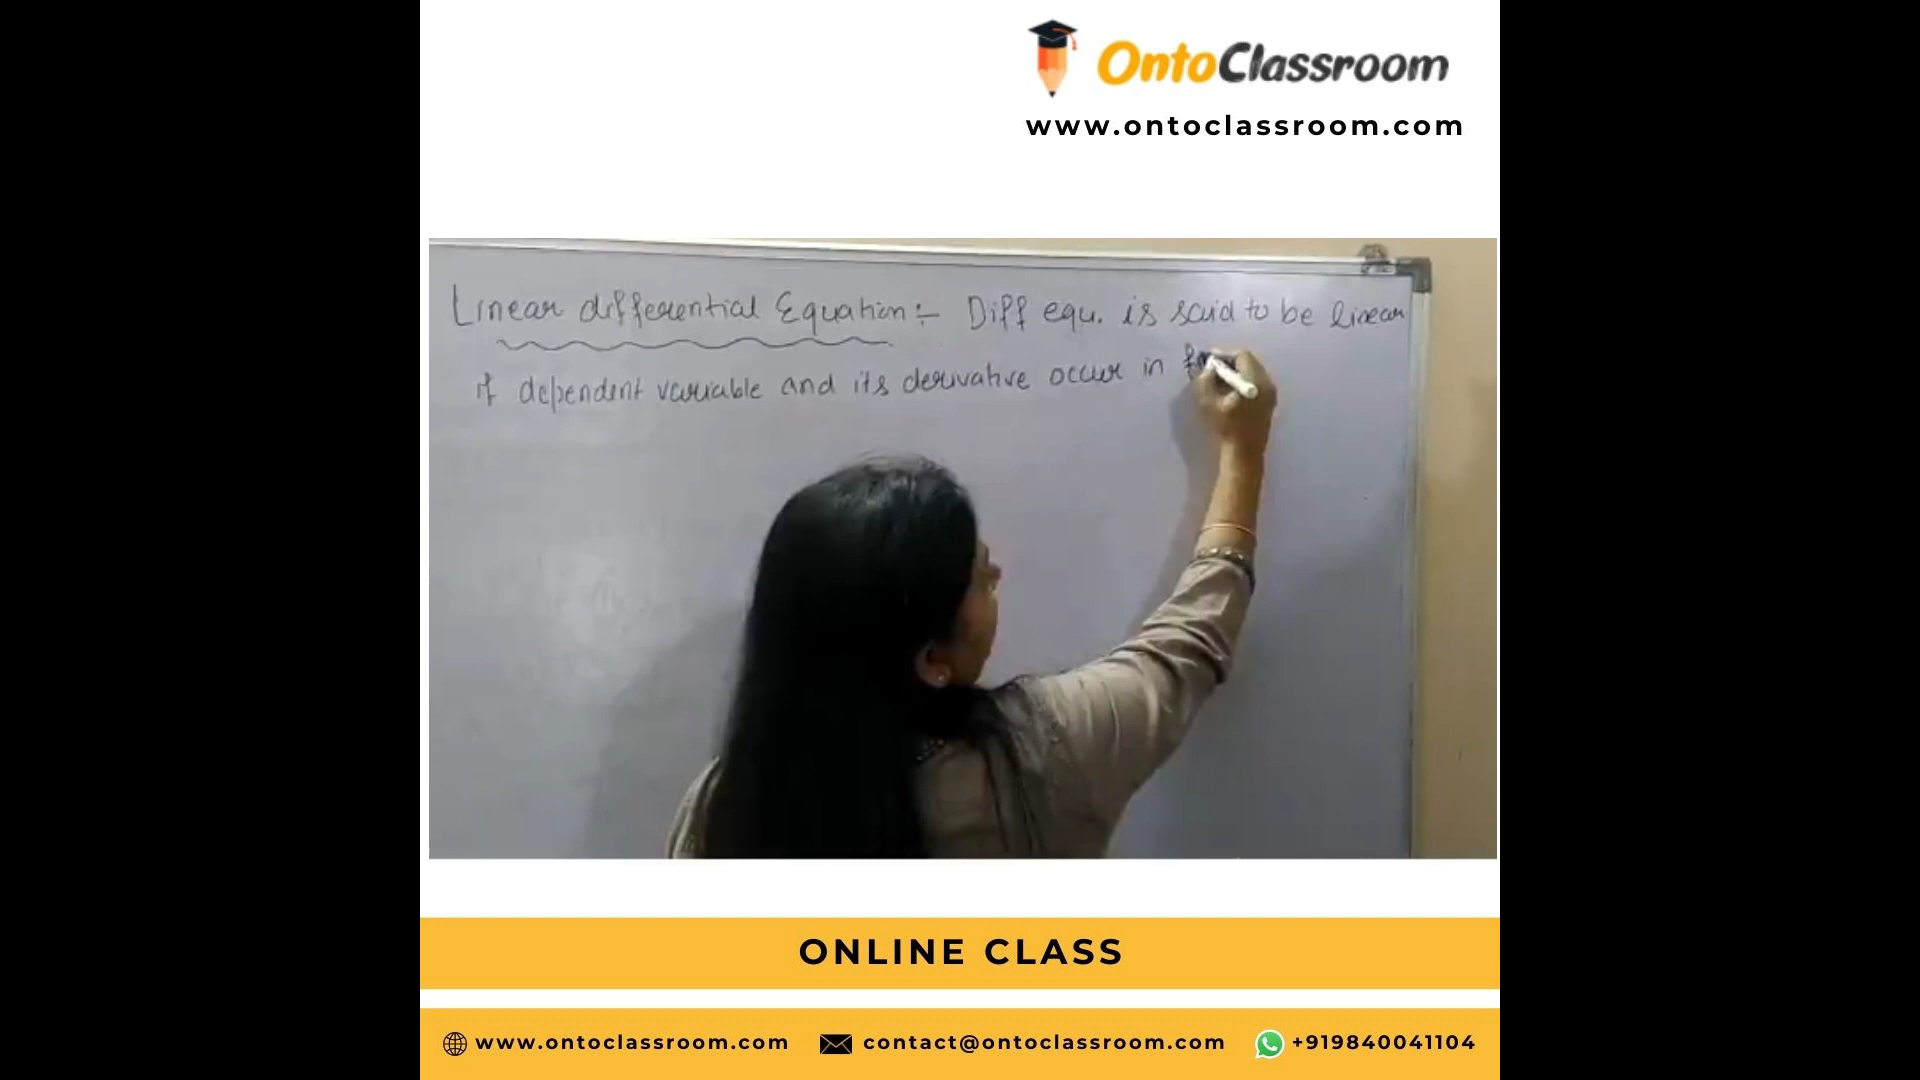 OntoClassroom
www.ontoclassroom.com
Linear differential Equation :- Diff equ. is said to be linear
if dependent variable and its derivative occur in
ONLINE CLASS
www.ontoclassroom.com contact@ontoclassroom.com +919840041104